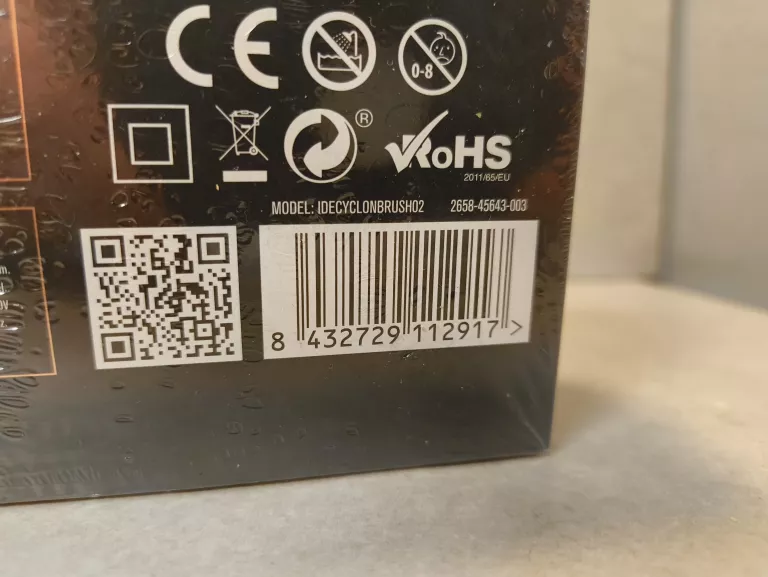 CE
0-8
®
RoHS
2011/65/EU
MODEL: IDECYCLONBRUSH02 2658-45643-003
8 432729 112917 >
m.